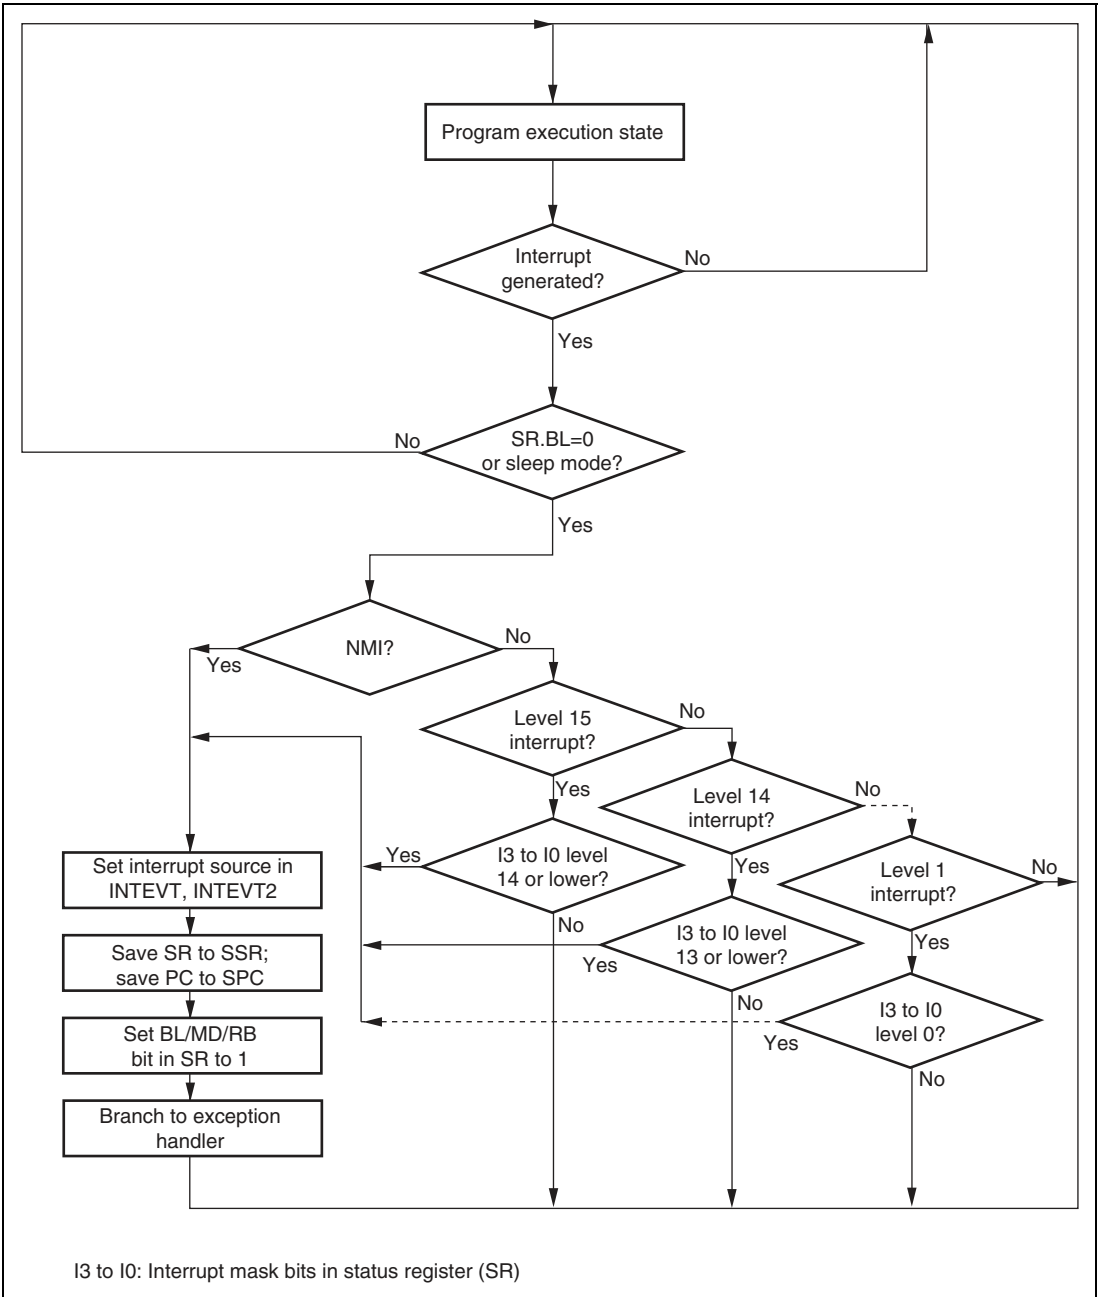 Program execution state
Interrupt
generated?
No
Yes
SR.BL=0
or sleep mode?
No
Yes
NMI?
Yes
No
Level 15
interrupt?
No
Yes
Level 14
interrupt?
No
Yes
Level 1
interrupt?
No
Yes
I3 to I0 level
14 or lower?
Yes
No
I3 to I0 level
13 or lower?
Yes
No
I3 to I0
level 0?
Yes
No
Set interrupt source in
INTEVT, INTEVT2
Save SR to SSR;
save PC to SPC
Set BL/MD/RB
bit in SR to 1
Branch to exception
handler
I3 to I0: Interrupt mask bits in status register (SR)